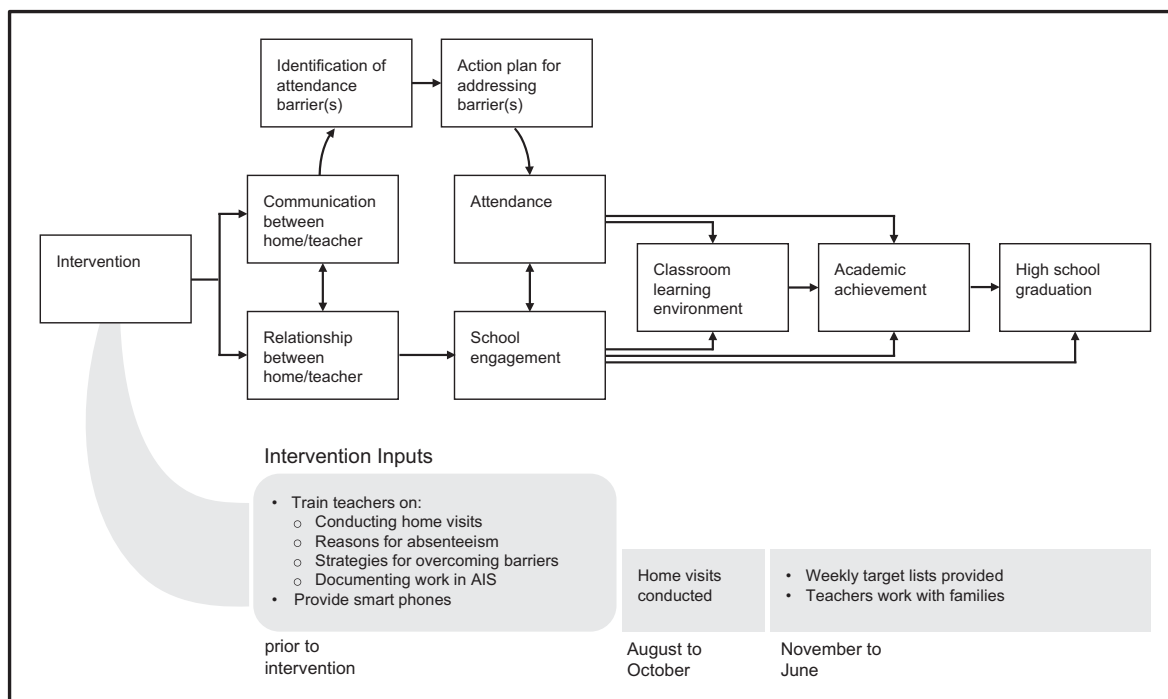 Identification of
attendance
barrier(s)
Action plan for
addressing
barrier(s)
Communication
between
home/teacher
Attendance
Intervention
Classroom
learning
environment
Academic
achievement
High school
graduation
Relationship
between
home/teacher
School
engagement
Intervention Inputs
• Train teachers on:
○ Conducting home visits
○ Reasons for absenteeism
○ Strategies for overcoming barriers
○ Documenting work in AIS
• Provide smart phones
Home visits
conducted
• Weekly target lists provided
• Teachers work with families
prior to
intervention
August to
October
November to
June